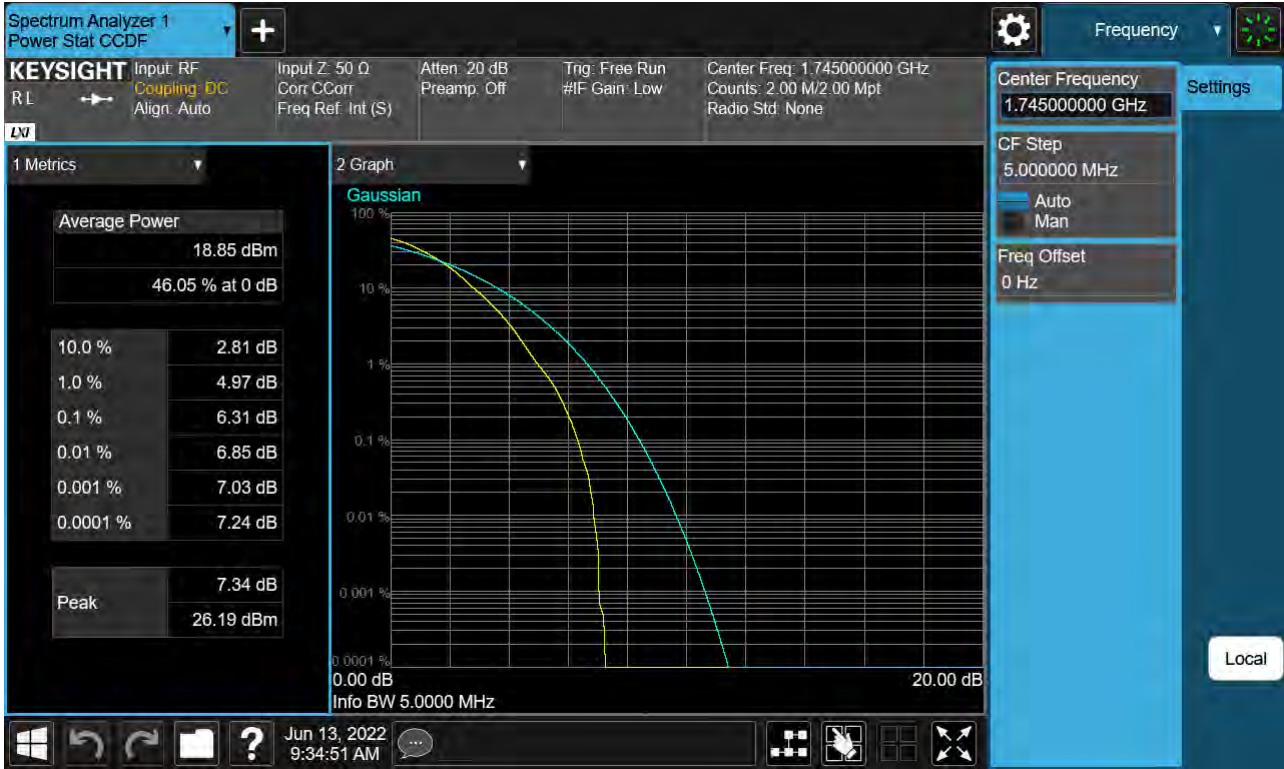 Spectrum Analyzer 1
Power Stat CCDF
+
Frequency
KEYSIGHT
R L
LXI
Input: RF
Coupling: DC
Align: Auto
Input Z: 50 Ω
Corr CCorr
Freq Ref: Int (S)
Atten: 20 dB
Preamp: Off
Trig: Free Run
#IF Gain: Low
Center Freq: 1.745000000 GHz
Counts: 2.00 M/2.00 Mpt
Radio Std: None
Center Frequency
1.745000000 GHz
Settings
CF Step
5.000000 MHz
Auto
Man
Freq Offset
0 Hz
Local
1 Metrics
Average Power
18.85 dBm
46.05 % at 0 dB
10.0 % 2.81 dB
1.0 % 4.97 dB
0.1 % 6.31 dB
0.01 % 6.85 dB
0.001 % 7.03 dB
0.0001 % 7.24 dB
Peak
7.34 dB
26.19 dBm
2 Graph
Gaussian
100 %
10 %
1 %
0.1 %
0.01 %
0.001 %
0.0001 %
0.00 dB 20.00 dB
Info BW 5.0000 MHz
?
Jun 13, 2022
9:34:51 AM